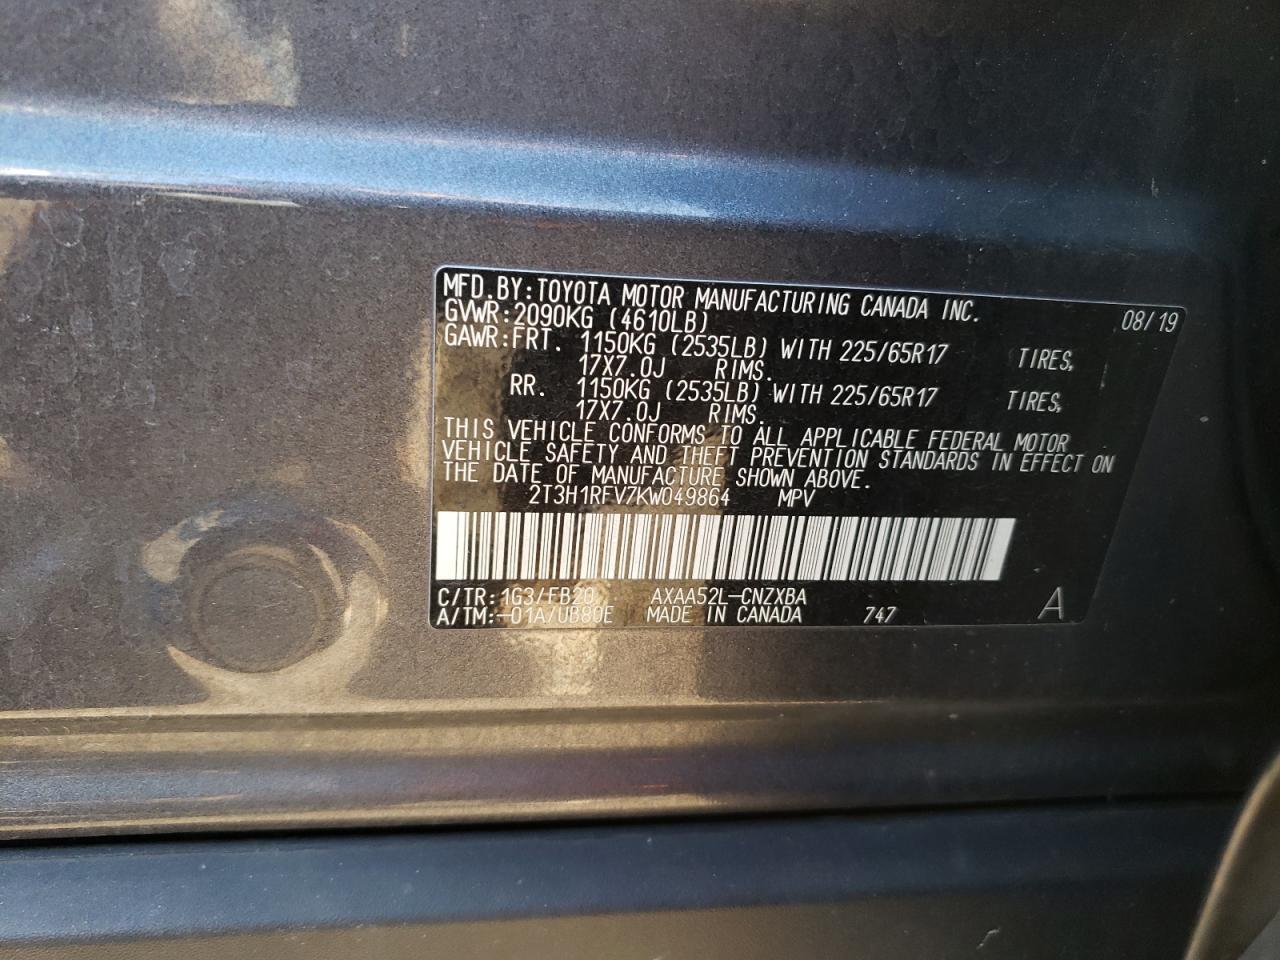 MFD.BY:TOYOTA MOTOR MANUFACTURING CANADA INC. 08/19
GVWR:2090KG (4610LB)
GAWR:FRT. 1150KG (2535LB) WITH 225/65R17 TIRES,
17X7.0J RIMS.
RR. 1150KG (2535LB) WITH 225/65R17 TIRES,
17X7.0J RIMS.
THIS VEHICLE CONFORMS TO ALL APPLICABLE FEDERAL MOTOR
VEHICLE SAFETY AND THEFT PREVENTION STANDARDS IN EFFECT ON
THE DATE OF MANUFACTURE SHOWN ABOVE.
2T3H1RFV7KW049864 MPV
C/TR: 1G3/FB20 AXAA52L-CNZXBA
A/TM:-01A/UB80E MADE IN CANADA 747 A